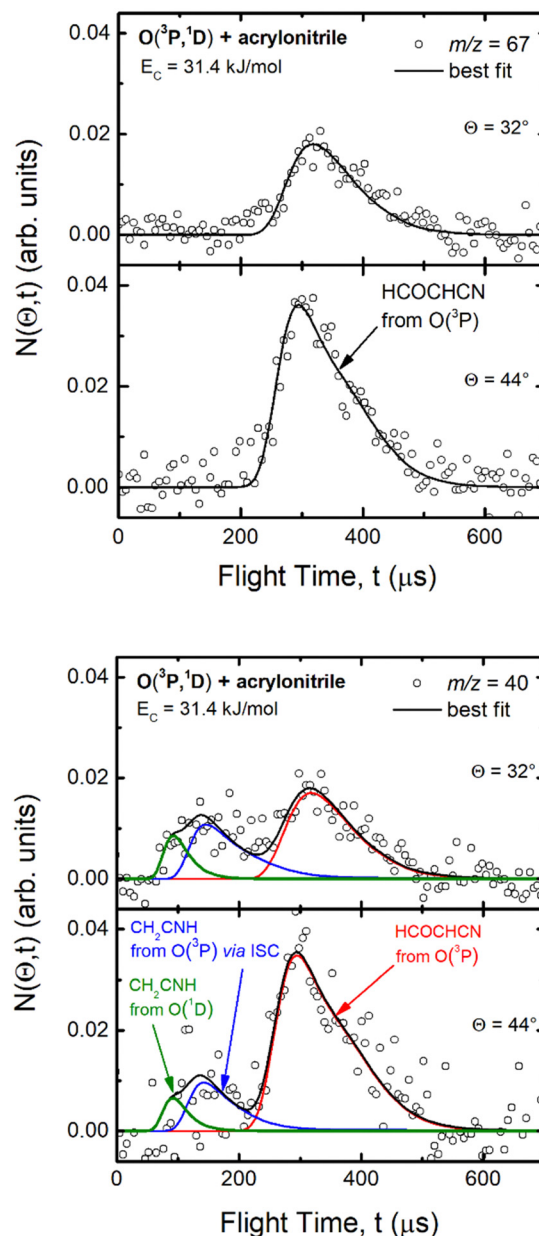 O(³P,¹D) + acrylonitrile
E_C = 31.4 kJ/mol
○ m/z = 67
— best fit
Θ = 32°
0.04
0.02
0.00
HCOCHCN
from O(³P)
Θ = 44°
0.04
0.02
0.00
N(Θ,t) (arb. units)
0 200 400 600
Flight Time, t (μs)
O(³P,¹D) + acrylonitrile
E_C = 31.4 kJ/mol
○ m/z = 40
— best fit
Θ = 32°
0.04
0.02
0.00
CH₂CNH
from O(³P) via ISC
HCOCHCN
from O(³P)
CH₂CNH
from O(¹D)
Θ = 44°
0.04
0.02
0.00
N(Θ,t) (arb. units)
0 200 400 600
Flight Time, t (μs)